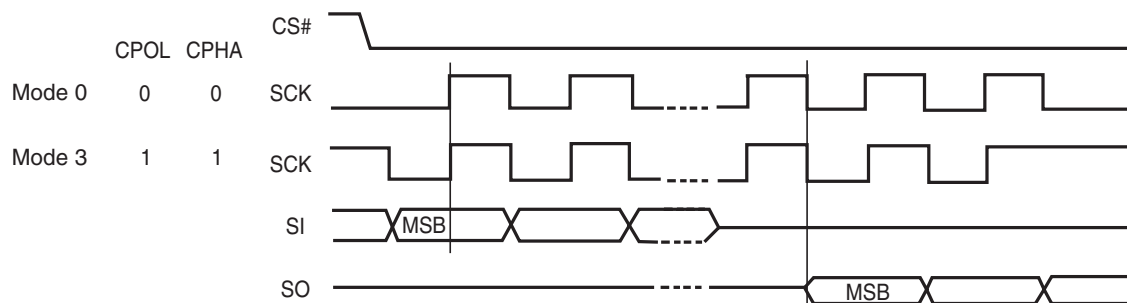 CS#
CPOL CPHA
Mode 0 0 0 SCK
Mode 3 1 1 SCK
SI MSB
SO MSB